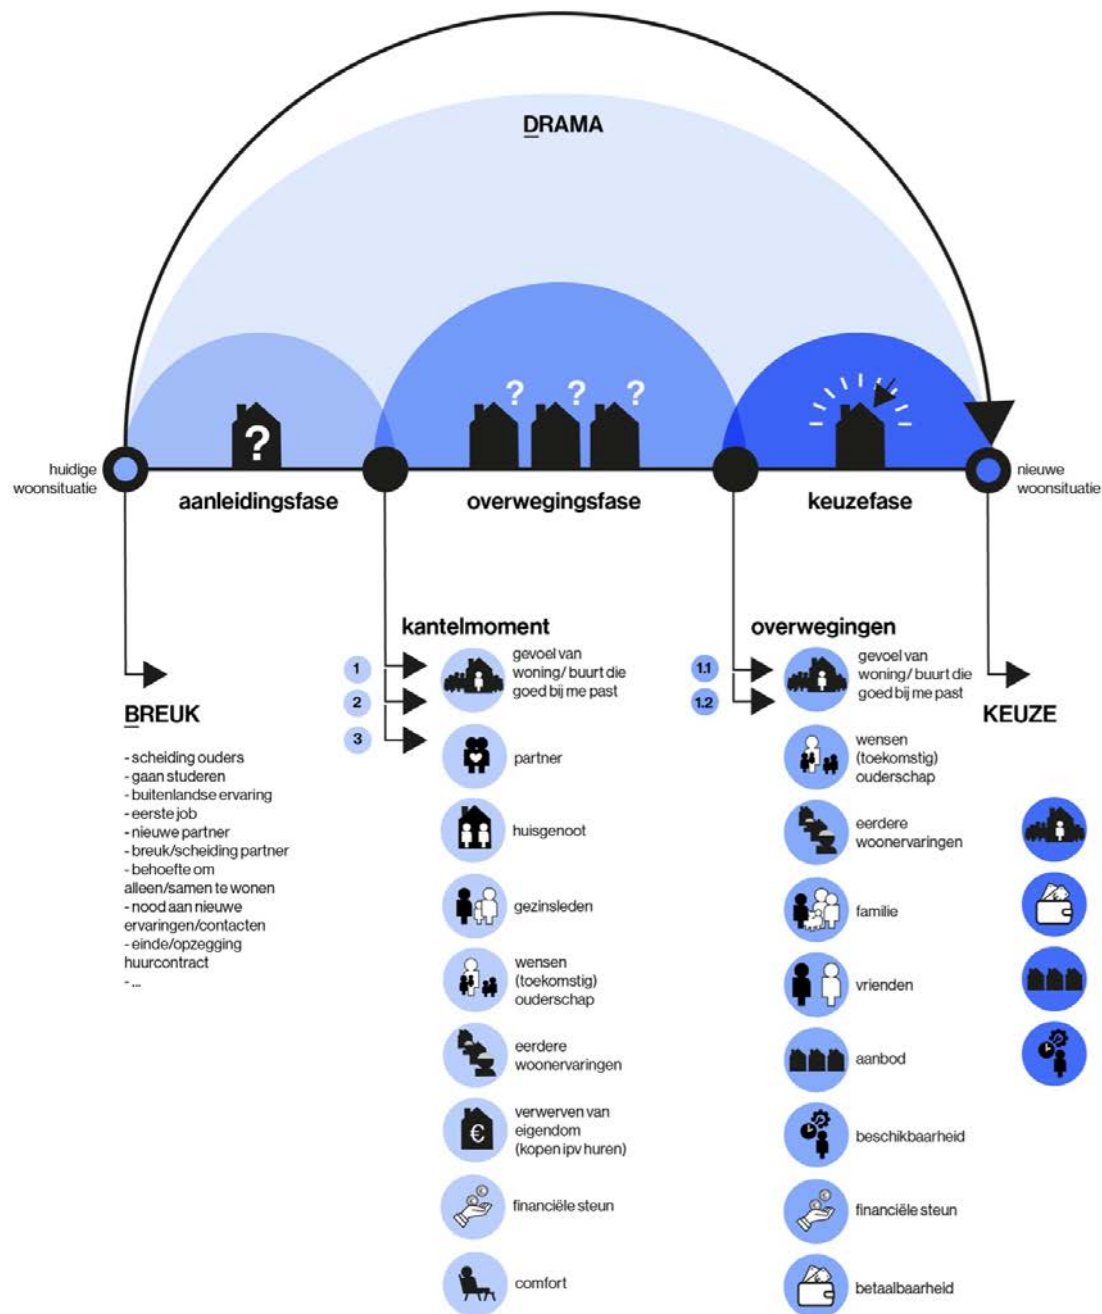 DRAMA
?
?
?
?
huidige
woonsituatie
nieuwe
woonsituatie
aanleidingsfase
overwegingsfase
keuzefase
BREUK
- scheiding ouders
- gaan studeren
- buitenlandse ervaring
- eerste job
- nieuwe partner
- breuk/scheiding partner
- behoefte om
alleen/samen te wonen
- nood aan nieuwe
ervaringen/contacten
- einde/opzegging
huurcontract
- ...
kantelmoment
1
2
3
gevoel van
woning/ buurt die
goed bij me past
partner
huisgenoot
gezinsleden
wensen
(toekomstig)
ouderschap
eerdere
woonervaringen
€
verwerven van
eigendom
(kopen ipv huren)
financiële steun
comfort
overwegingen
1.1
1.2
gevoel van
woning/ buurt die
goed bij me past
wensen
(toekomstig)
ouderschap
eerdere
woonervaringen
familie
vrienden
aanbod
beschikbaarheid
financiële steun
betaalbaarheid
KEUZE